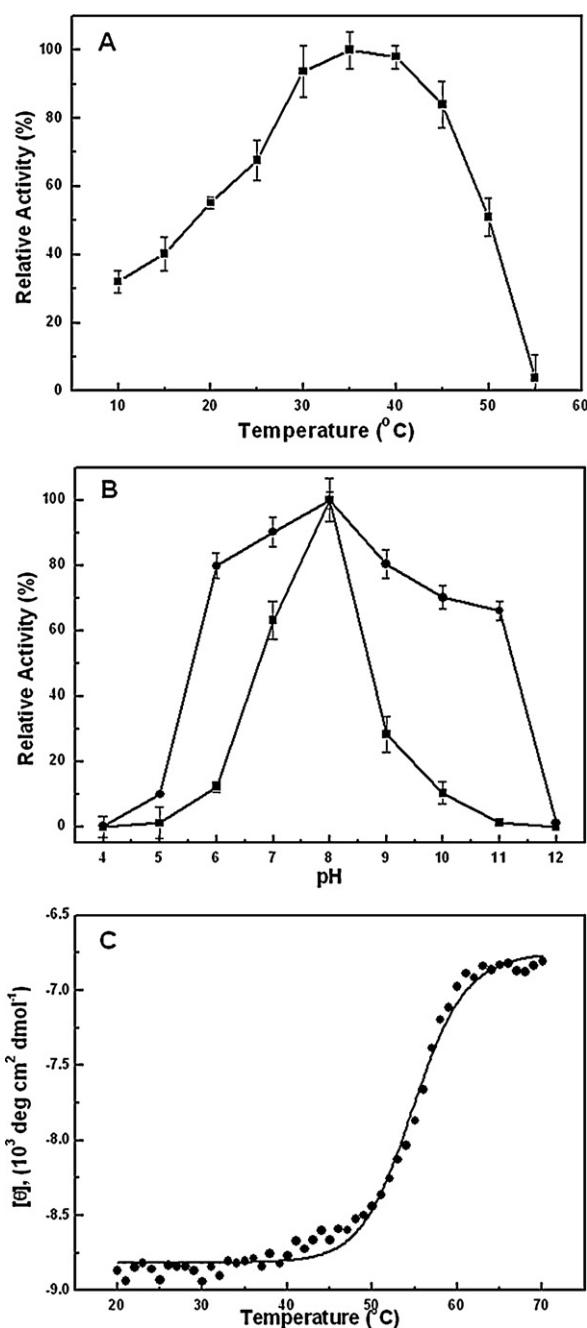 A
100
80
60
40
20
0
Relative Activity (%)
10 20 30 40 50 60
Temperature (°C)
B
100
80
60
40
20
0
Relative Activity (%)
4 5 6 7 8 9 10 11 12
pH
C
-6.5
-7.0
-7.5
-8.0
-8.5
-9.0
[θ], (10³ deg cm² dmol⁻¹)
20 30 40 50 60 70
Temperature (°C)